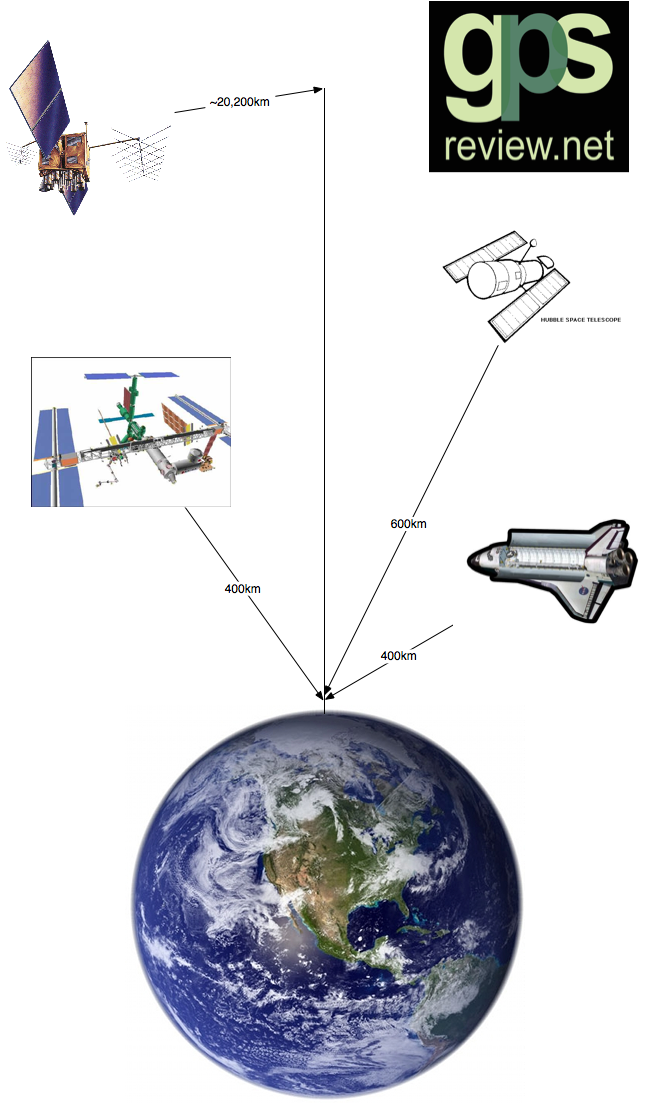 gps
review.net
~20,200km
HUBBLE SPACE TELESCOPE
600km
400km
400km